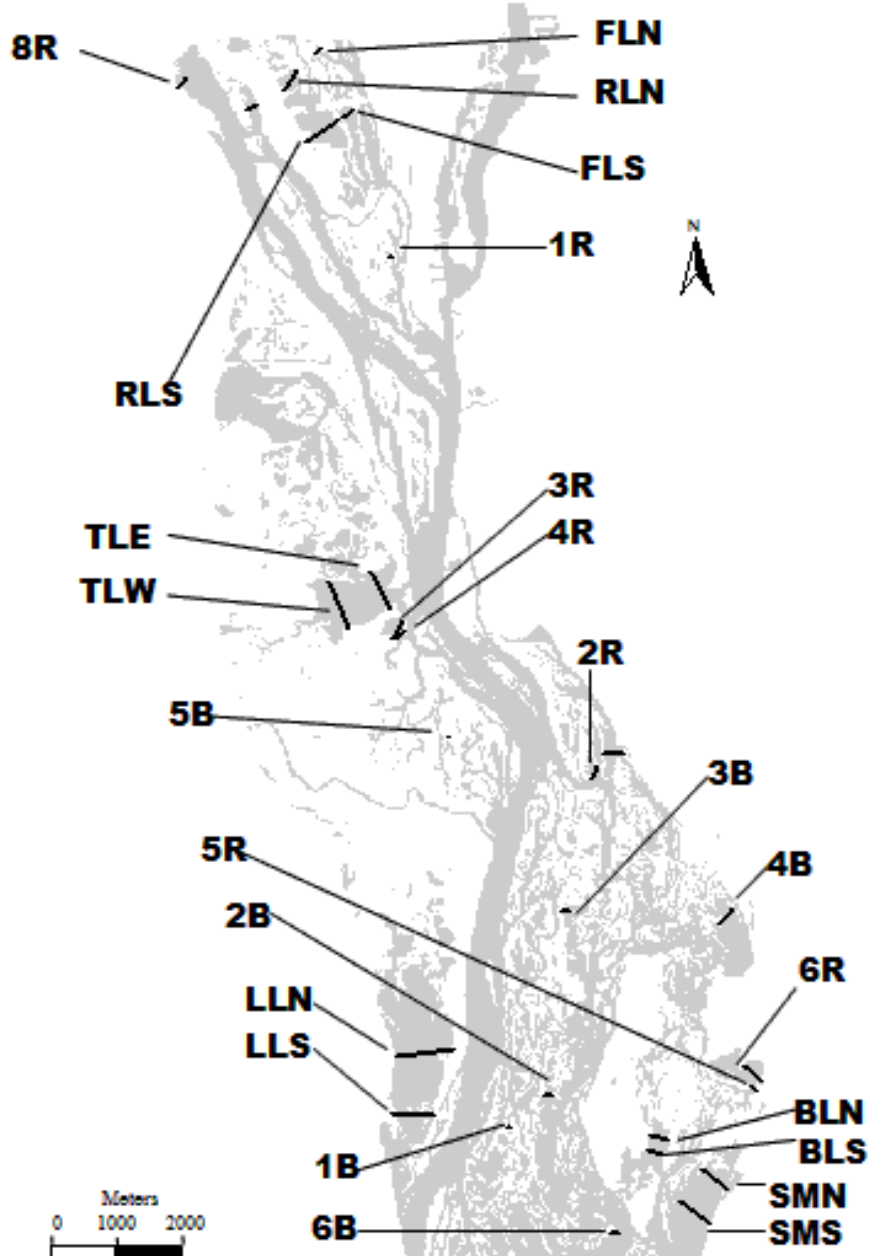 FLN
8R
RLN
FLS
N
1R
RLS
3R
4R
TLE
TLW
2R
5B
3B
5R
4B
2B
6R
LLN
LLS
BLN
BLS
1B
SMN
Meters
0 1000 2000
6B
SMS